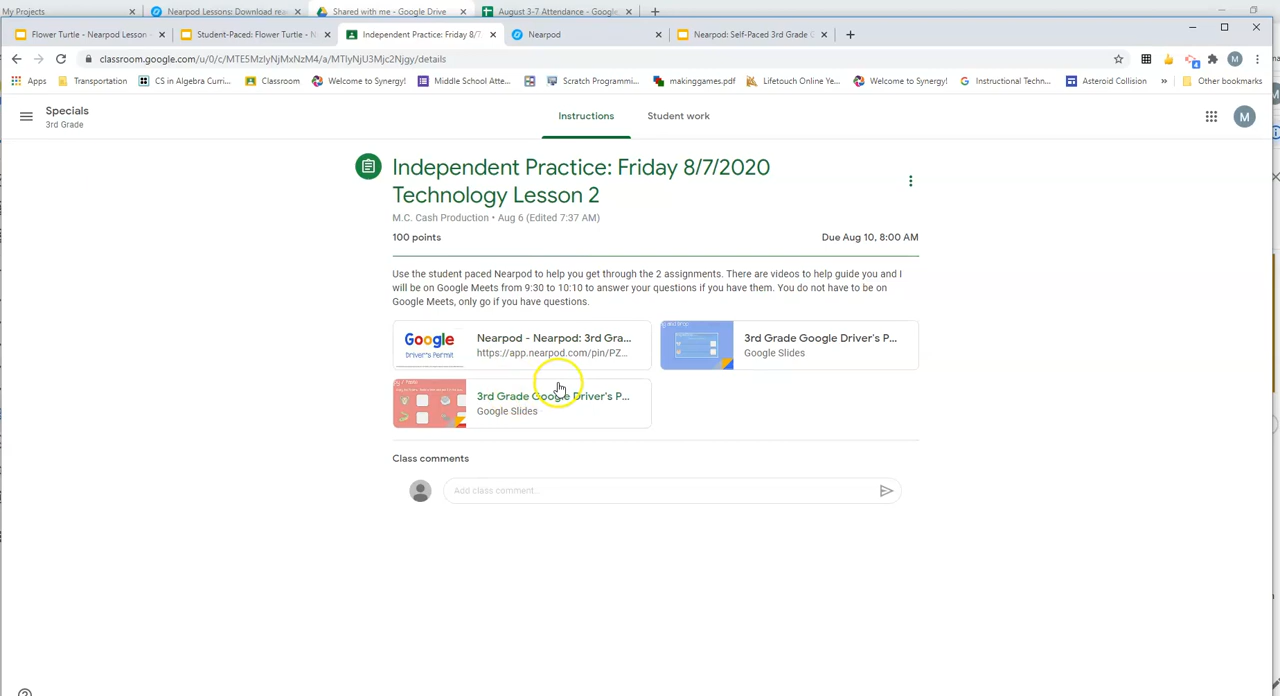 My Projects
Nearpod Lessons: Download rea
Shared with me - Google Drive
August 3-7 Attendance - Google
Flower Turtle - Nearpod Lesson -
Student-Paced: Flower Turtle - N
Independent Practice: Friday 8/7
Nearpod
Nearpod: Self-Paced 3rd Grade G
classroom.google.com/u/0/c/MTE5MzIyNjMxNzM4/a/MTIyNjU3Mjc2Njgy/details
Apps
Transportation
CS in Algebra Curri...
Classroom
Welcome to Synergy!
Middle School Atte...
Scratch Programmi...
makinggames.pdf
Lifetouch Online Ye...
Welcome to Synergy!
Instructional Techn...
Asteroid Collision
»
Other bookmarks
Specials
3rd Grade
Instructions
Student work
M
Independent Practice: Friday 8/7/2020
Technology Lesson 2
M.C. Cash Production • Aug 6 (Edited 7:37 AM)
100 points
Due Aug 10, 8:00 AM
Use the student paced Nearpod to help you get through the 2 assignments. There are videos to help guide you and I
will be on Google Meets from 9:30 to 10:10 to answer your questions if you have them. You do not have to be on
Google Meets, only go if you have questions.
Google
Driver's Permit
Nearpod - Nearpod: 3rd Gra...
https://app.nearpod.com/pin/PZ...
3rd Grade Google Driver's P...
Google Slides
3rd Grade Google Driver's P...
Google Slides
Class comments
Add class comment...